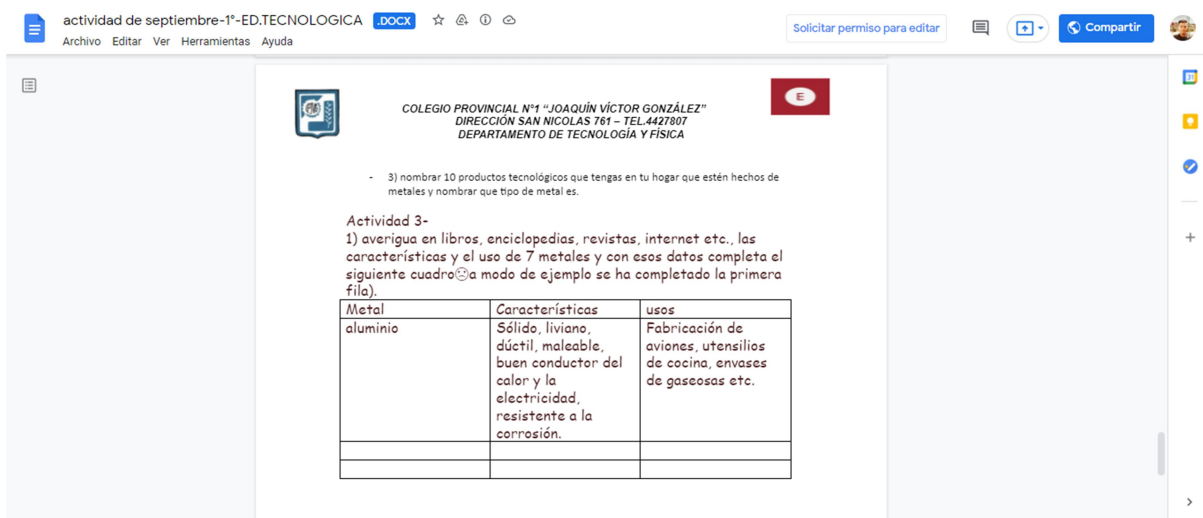 actividad de septiembre-1°-ED.TECNOLOGICA .DOCX
Archivo Editar Ver Herramientas Ayuda
Solicitar permiso para editar
Compartir
COLEGIO PROVINCIAL N°1 “JOAQUÍN VÍCTOR GONZÁLEZ”
DIRECCIÓN SAN NICOLAS 761 – TEL.4427807
DEPARTAMENTO DE TECNOLOGÍA Y FÍSICA
E
- 3) nombrar 10 productos tecnológicos que tengas en tu hogar que estén hechos de
metales y nombrar que tipo de metal es.
Actividad 3-
1) averigua en libros, enciclopedias, revistas, internet etc., las
características y el uso de 7 metales y con esos datos completa el
siguiente cuadro☹a modo de ejemplo se ha completado la primera
fila).
Metal Características usos
aluminio Sólido, liviano, Fabricación de
dúctil, maleable, aviones, utensilios
buen conductor del de cocina, envases
calor y la de gaseosas etc.
electricidad,
resistente a la
corrosión.